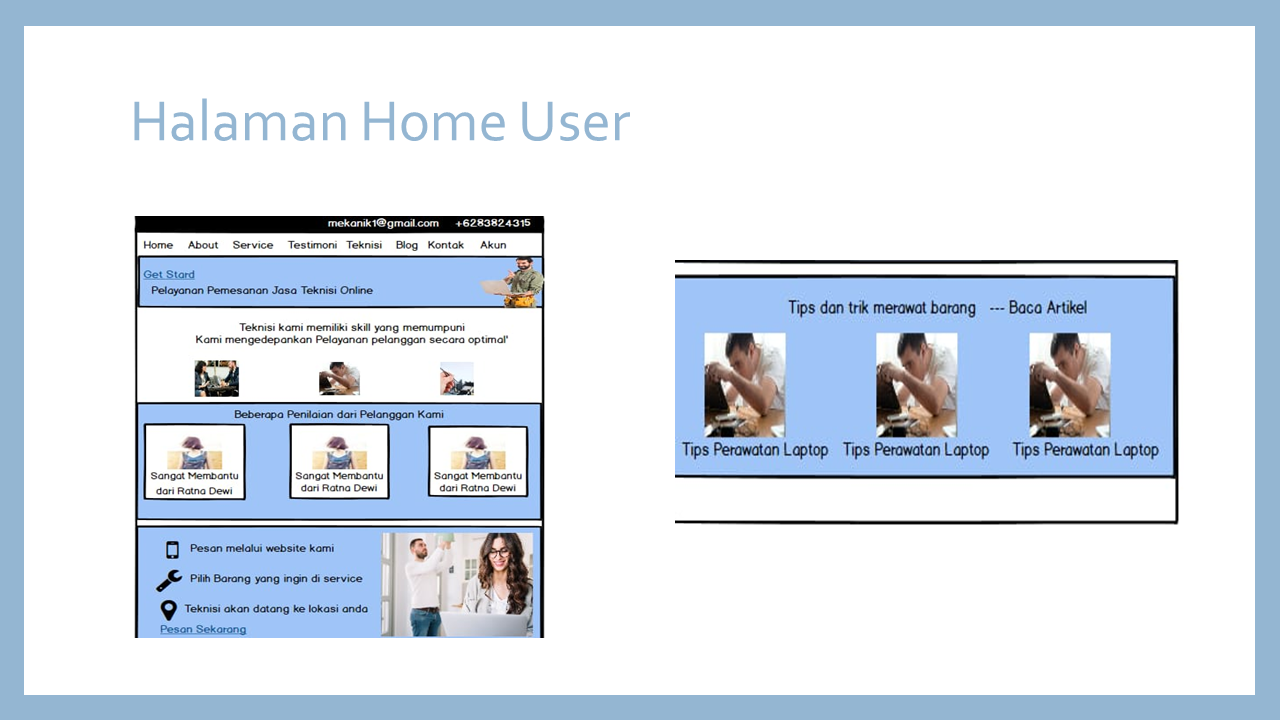 Halaman Home User
mekanik1@gmail.com +6283824315
Home About Service Testimoni Teknisi Blog Kontak Akun
Get Stard
Pelayanan Pemesanan Jasa Teknisi Online
Teknisi kami memiliki skill yang memumpuni
Kami mengedepankan Pelayanan pelanggan secara optimal'
Beberapa Penilaian dari Pelanggan Kami
Sangat Membantu Sangat Membantu Sangat Membantu
dari Ratna Dewi dari Ratna Dewi dari Ratna Dewi
Pesan melalui website kami
Pilih Barang yang ingin di service
Teknisi akan datang ke lokasi anda
Pesan Sekarang
Tips dan trik merawat barang --- Baca Artikel
Tips Perawatan Laptop Tips Perawatan Laptop Tips Perawatan Laptop